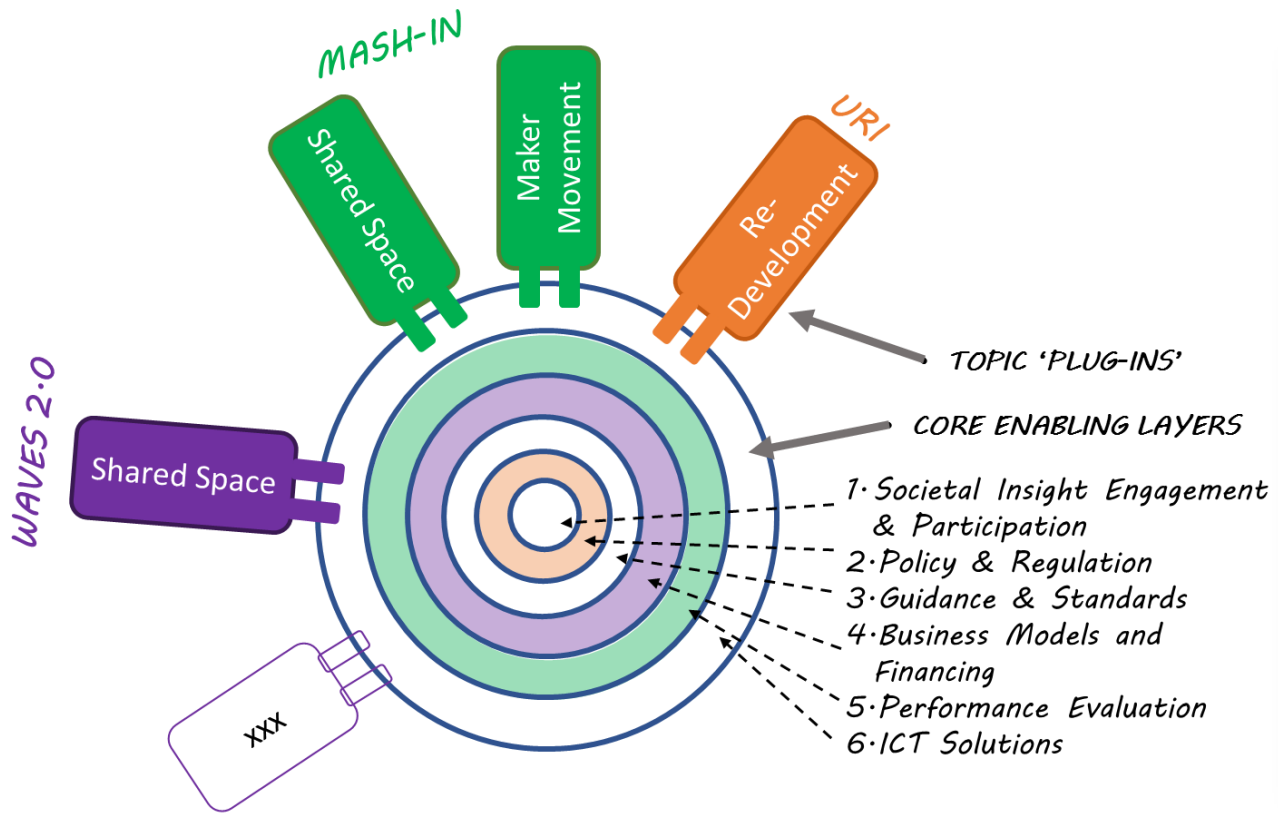 MASH-IN
URI
WAVES 2.0
Shared Space
Maker
Movement
Re-
Development
Shared Space
xxx
TOPIC ‘PLUG-INS’
CORE ENABLING LAYERS
1. Societal Insight Engagement
& Participation
2. Policy & Regulation
3. Guidance & Standards
4. Business Models and
Financing
5. Performance Evaluation
6. ICT Solutions